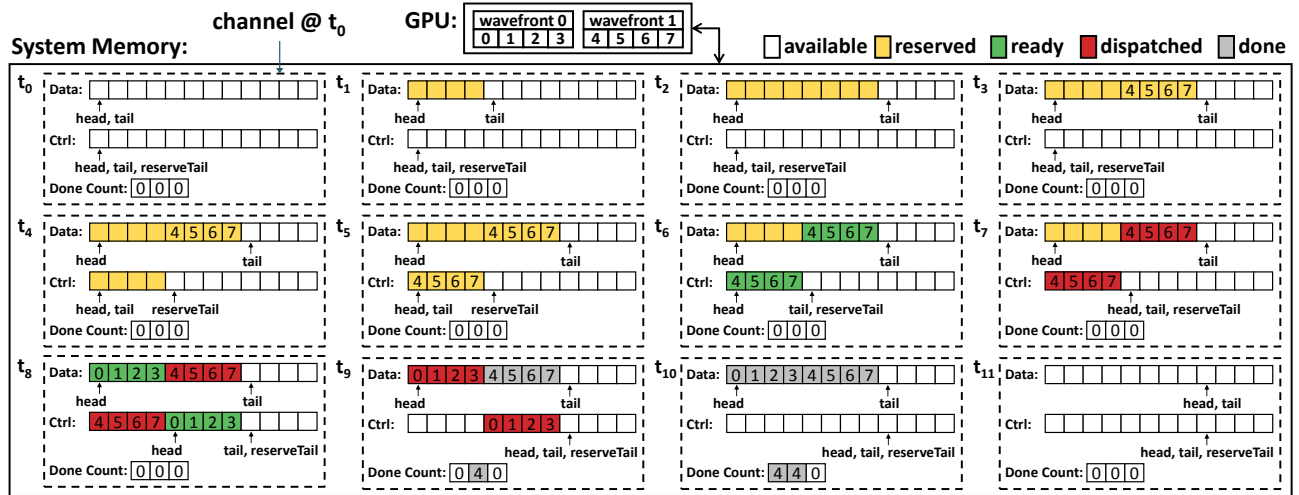 channel @ t0
GPU:
wavefront 0
wavefront 1
0 1 2 3
4 5 6 7
System Memory:
available
reserved
ready
dispatched
done
t0
Data:
head, tail
Ctrl:
head, tail, reserveTail
Done Count: 0 0 0
t1
Data:
head
tail
Ctrl:
head, tail, reserveTail
Done Count: 0 0 0
t2
Data:
head
tail
Ctrl:
head, tail, reserveTail
Done Count: 0 0 0
t3
Data: 4 5 6 7
head
tail
Ctrl:
head, tail, reserveTail
Done Count: 0 0 0
t4
Data: 4 5 6 7
head
tail
Ctrl:
head, tail
reserveTail
Done Count: 0 0 0
t5
Data: 4 5 6 7
head
tail
Ctrl: 4 5 6 7
head, tail
reserveTail
Done Count: 0 0 0
t6
Data: 4 5 6 7
head
tail
Ctrl: 4 5 6 7
head
tail, reserveTail
Done Count: 0 0 0
t7
Data: 4 5 6 7
head
tail
Ctrl: 4 5 6 7
head, tail, reserveTail
Done Count: 0 0 0
t8
Data: 0 1 2 3 4 5 6 7
head
tail
Ctrl: 4 5 6 7 0 1 2 3
head
tail, reserveTail
Done Count: 0 0 0
t9
Data: 0 1 2 3 4 5 6 7
head
tail
Ctrl: 0 1 2 3
head, tail, reserveTail
Done Count: 0 4 0
t10
Data: 0 1 2 3 4 5 6 7
head
tail
Ctrl:
head, tail, reserveTail
Done Count: 4 4 0
t11
Data:
head, tail
Ctrl:
head, tail, reserveTail
Done Count: 0 0 0